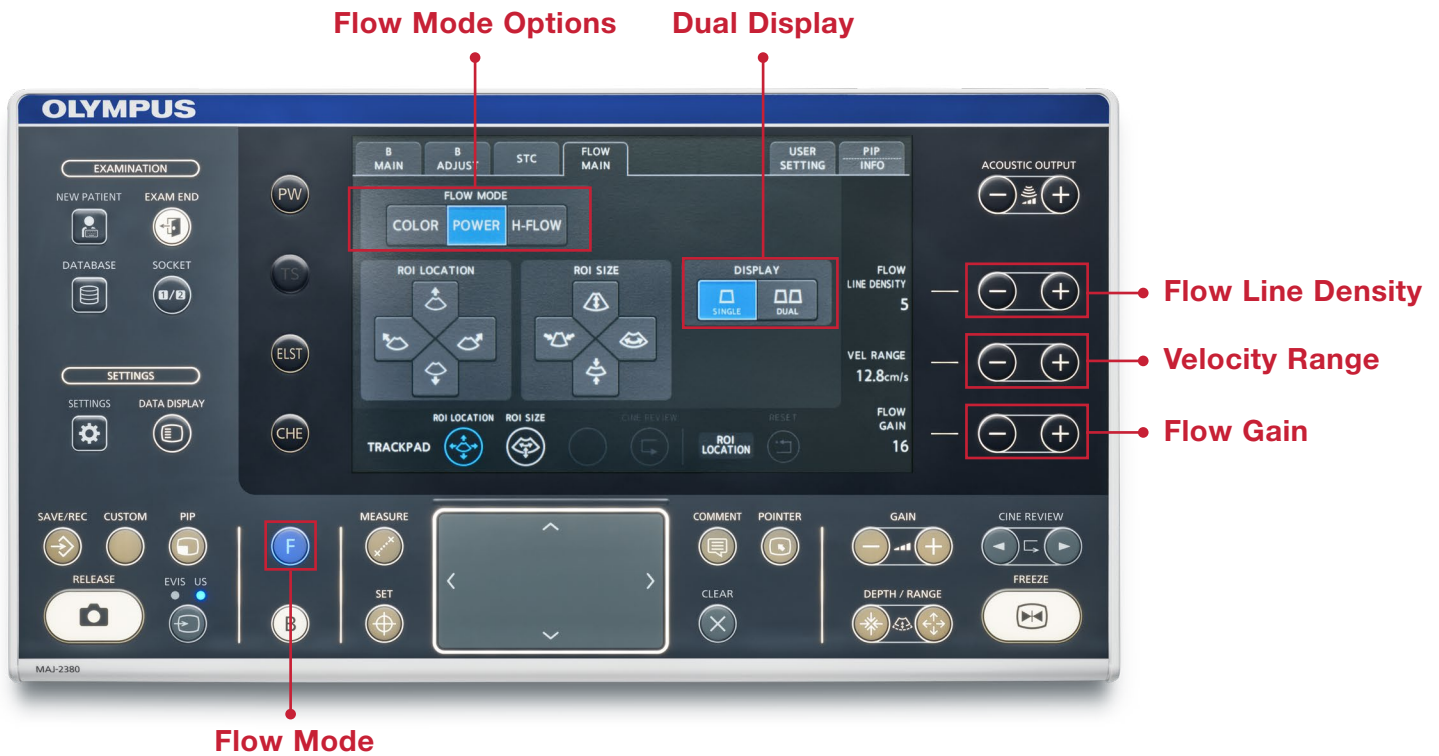 Flow Mode Options
Dual Display
OLYMPUS
EXAMINATION
NEW PATIENT
EXAM END
DATABASE
SOCKET
1/2
SETTINGS
SETTINGS
DATA DISPLAY
PW
TS
ELST
CHE
B MAIN
B ADJUST
STC
FLOW MAIN
USER SETTING
PIP INFO
FLOW MODE
COLOR POWER H-FLOW
ROI LOCATION
ROI SIZE
DISPLAY
SINGLE
DUAL
FLOW
LINE DENSITY
5
VEL RANGE
12.8cm/s
FLOW
GAIN
16
TRACKPAD
ROI LOCATION
ROI SIZE
CINE REVIEW
ROI
LOCATION
RESET
ACOUSTIC OUTPUT
Flow Line Density
Velocity Range
Flow Gain
SAVE/REC
CUSTOM
PIP
RELEASE
EVIS US
F
B
MEASURE
SET
COMMENT
POINTER
CLEAR
GAIN
DEPTH / RANGE
CINE REVIEW
FREEZE
MAJ-2380
Flow Mode